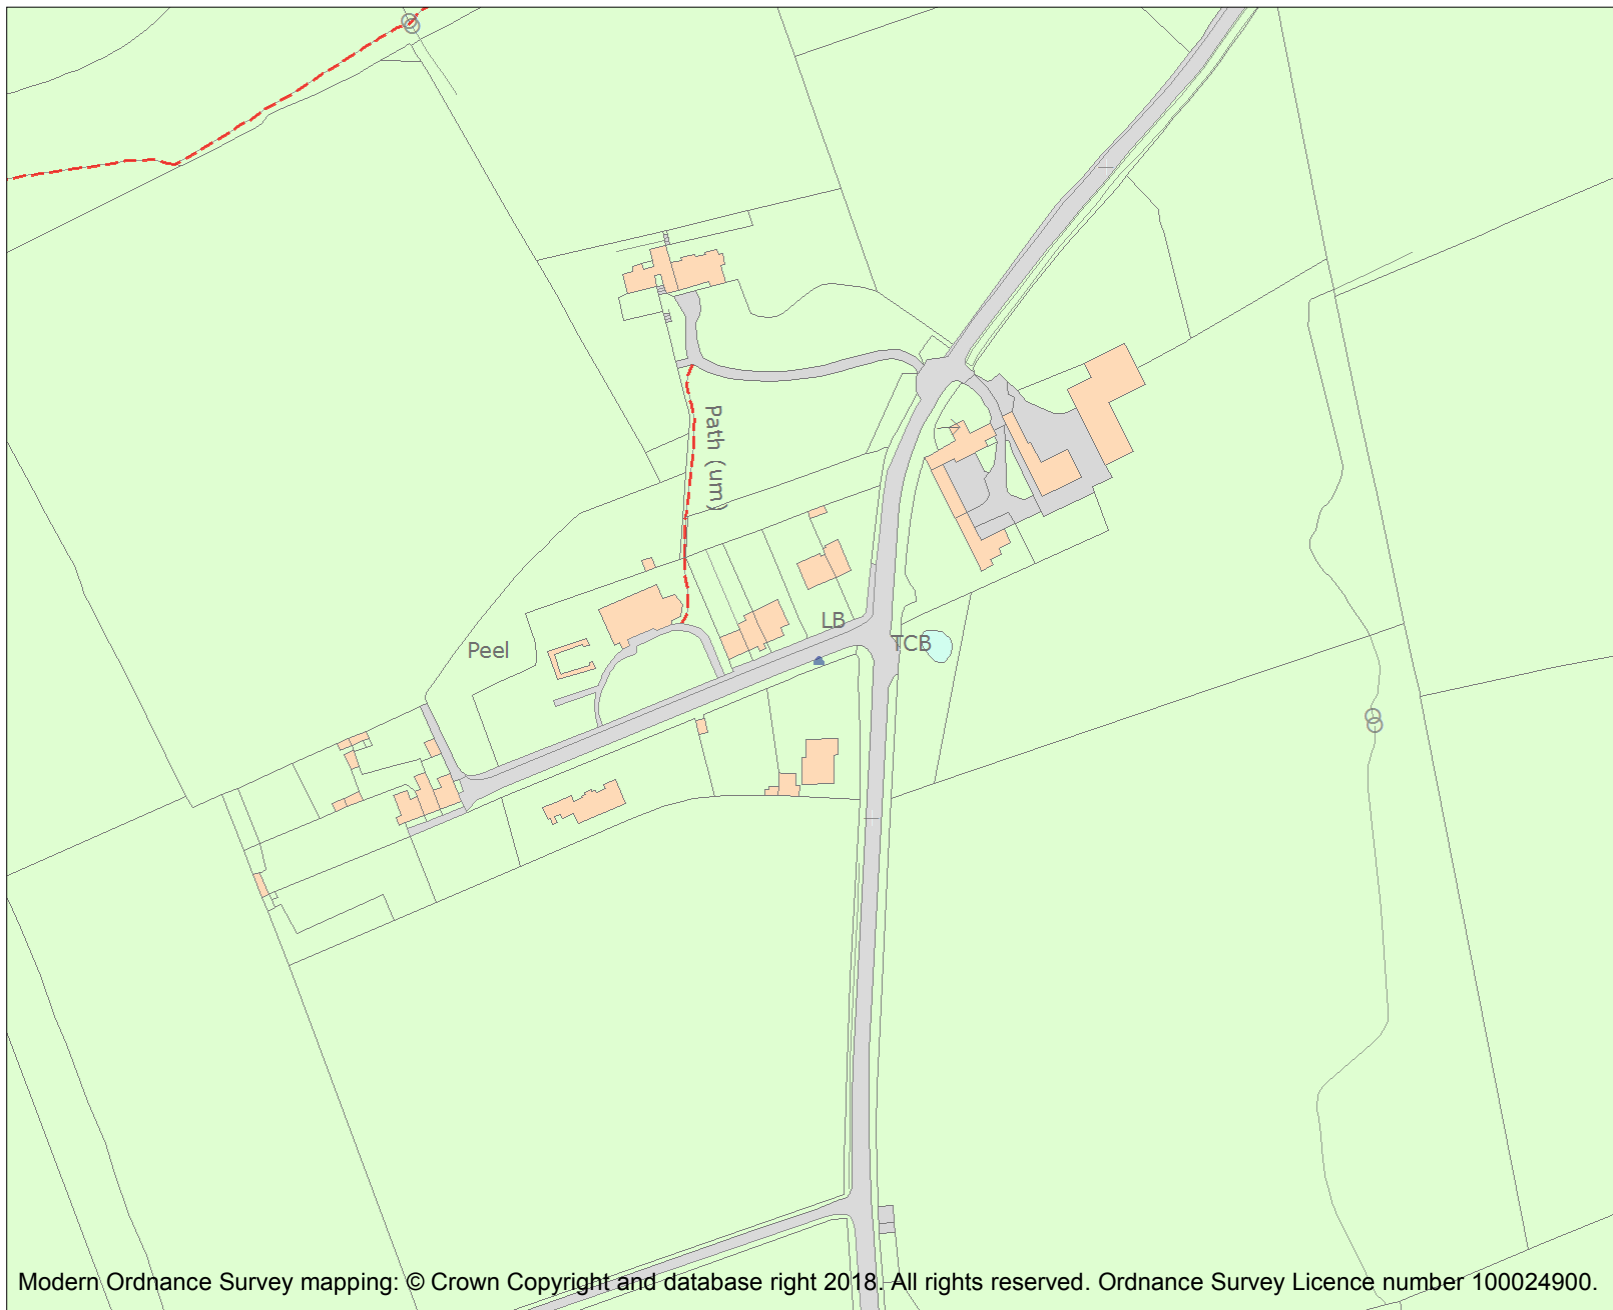 Path (um)
LB
TCB
Peel
Modern Ordnance Survey mapping: © Crown Copyright and database right 2018. All rights reserved. Ordnance Survey Licence number 100024900.